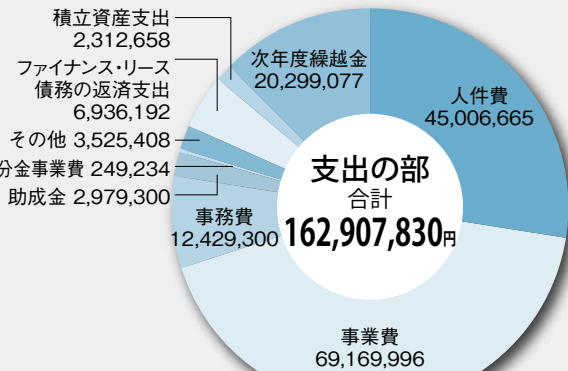 積立資産支出
2,312,658
ファイナンス・リース
債務の返済支出
6,936,192
その他 3,525,408
分金事業費 249,234
助成金 2,979,300
次年度繰越金
20,299,077
人件費
45,006,665
事務費
12,429,300
支出の部
合計
162,907,830円
事業費
69,169,996